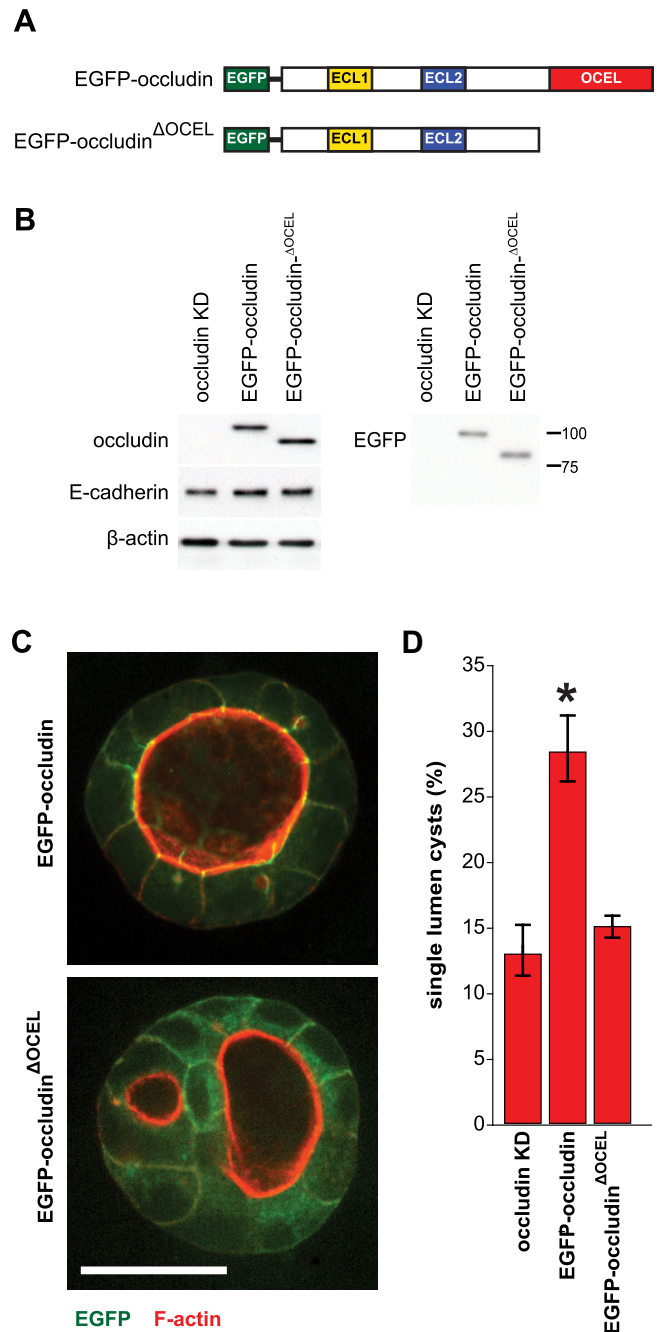 A
EGFP-occludin EGFP ECL1 ECL2 OCEL
EGFP-occludinΔOCEL EGFP ECL1 ECL2
B
occludin KD
EGFP-occludin
EGFP-occludin-ΔOCEL
occludin KD
EGFP-occludin
EGFP-occludin-ΔOCEL
occludin
E-cadherin
β-actin
EGFP
100
75
C
EGFP-occludin
EGFP-occludinΔOCEL
EGFP F-actin
D
single lumen cysts (%)
35
30
25
20
15
10
5
0
*
occludin KD
EGFP-occludin
EGFP-occludinΔOCEL